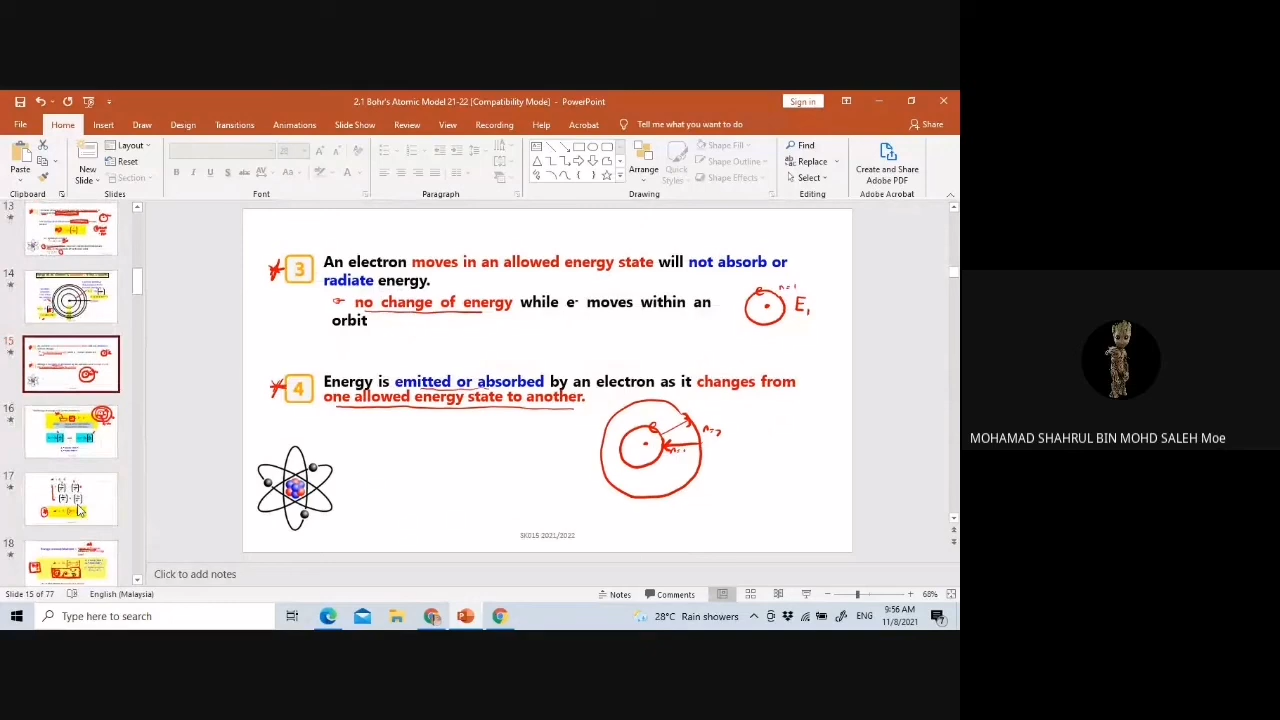 2.1 Bohr's Atomic Model 21-22 [Compatibility Mode] - PowerPoint
Sign in
File Home Insert Draw Design Transitions Animations Slide Show Review View Recording Help Acrobat Tell me what you want to do Share
Paste
New Slide
Layout
Reset
Section
Arrange
Quick Styles
Shape Fill
Shape Outline
Shape Effects
Find
Replace
Select
Create and Share Adobe PDF
Clipboard Slides Font Paragraph Drawing Editing Adobe Acrobat
13
14
15
16
17
18
3 An electron moves in an allowed energy state will not absorb or
radiate energy.
☞ no change of energy while e- moves within an
orbit
e n=1 E₁
4 Energy is emitted or absorbed by an electron as it changes from
one allowed energy state to another.
e n=1 n=2
SK015 2021/2022
Click to add notes
Slide 15 of 77 English (Malaysia) Notes Comments 68%
Type here to search 28°C Rain showers ENG 9:56 AM
11/8/2021
7
MOHAMAD SHAHRUL BIN MOHD SALEH Moe